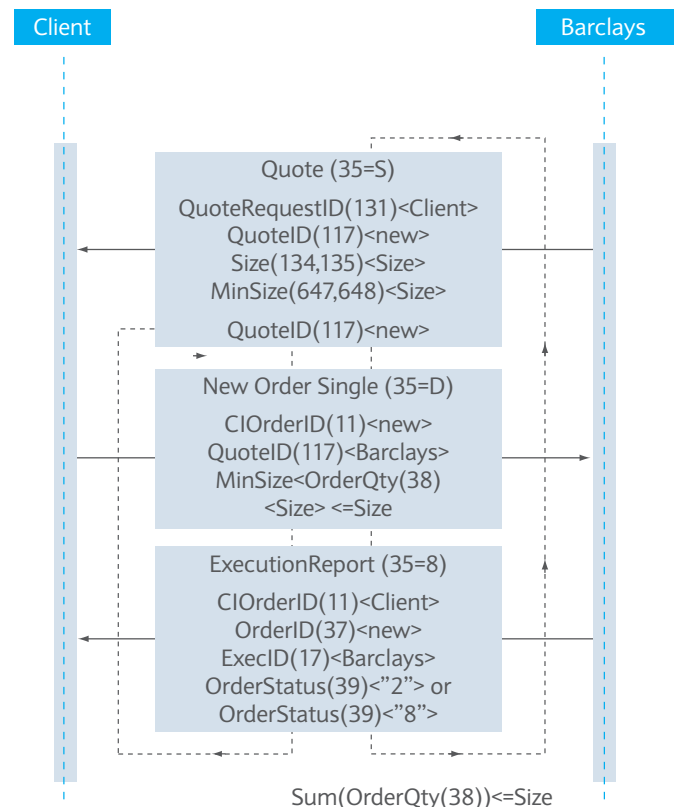 Client
Barclays
Quote (35=S)
QuoteRequestID(131)<Client>
QuoteID(117)<new>
Size(134,135)<Size>
MinSize(647,648)<Size>
QuoteID(117)<new>
New Order Single (35=D)
CIOrderID(11)<new>
QuoteID(117)<Barclays>
MinSize<OrderQty(38)
<Size> <=Size
ExecutionReport (35=8)
CIOrderID(11)<Client>
OrderID(37)<new>
ExecID(17)<Barclays>
OrderStatus(39)<”2”> or
OrderStatus(39)<”8”>
Sum(OrderQty(38))<=Size